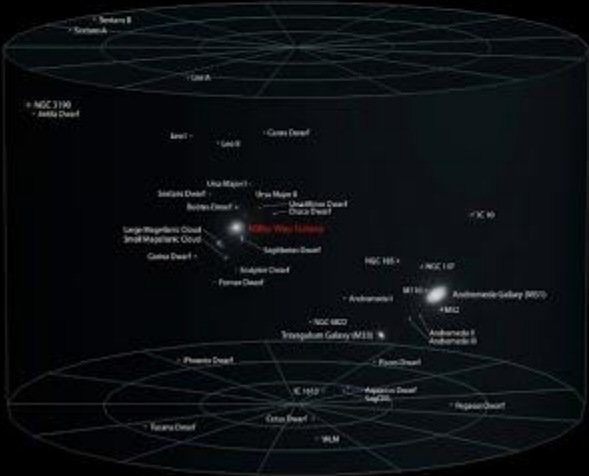 Sextans B
Sextans A
Leo A
NGC 3190
Antila Dwarf
Leo I
Leo II
Canes Dwarf
Ursa Major I
Ursa Major II
Sextans Dwarf
Ursa Minor Dwarf
Draco Dwarf
Bootes Dwarf
IC 10
Milky Way Galaxy
Large Magellanic Cloud
Small Magellanic Cloud
Sagittarius Dwarf
Carina Dwarf
Sculptor Dwarf
Fornax Dwarf
NGC 185
NGC 147
M110
Andromeda Galaxy (M31)
Andromeda I
M32
NGC 6822
Triangulum Galaxy (M33)
Andromeda II
Andromeda III
Phoenix Dwarf
Pisces Dwarf
IC 1613
Aquarius Dwarf
SagDIG
Pegasus Dwarf
Cetus Dwarf
Tucana Dwarf
WLM